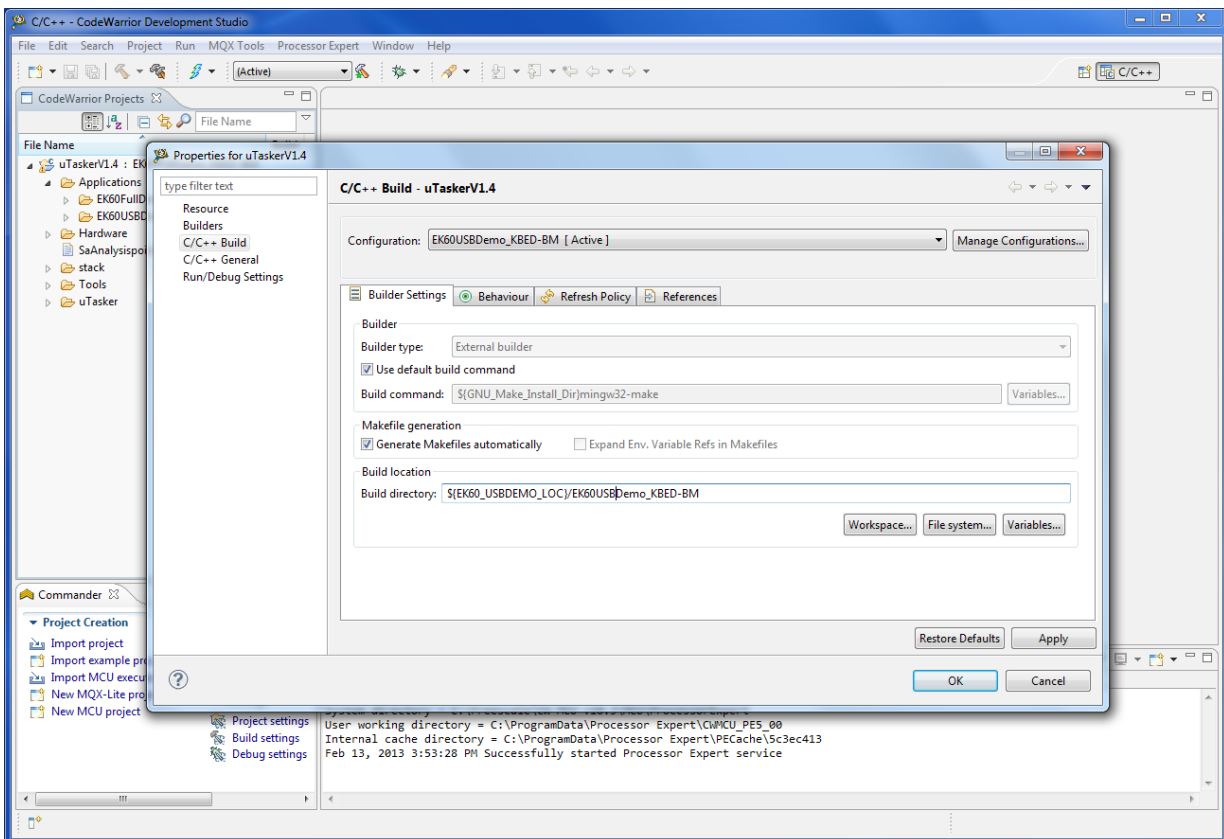 C/C++ - CodeWarrior Development Studio
File Edit Search Project Run MQX Tools Processor Expert Window Help
(Active)
C/C++
CodeWarrior Projects
File Name
File Name
uTaskerV1.4 : EK
Applications
EK60FullD
EK60USBD
Hardware
SaAnalysispoi
stack
Tools
uTasker
Properties for uTaskerV1.4
type filter text
Resource
Builders
C/C++ Build
C/C++ General
Run/Debug Settings
C/C++ Build - uTaskerV1.4
Configuration: EK60USBDemo_KBED-BM [ Active ]
Manage Configurations...
Builder Settings Behaviour Refresh Policy References
Builder
Builder type: External builder
Use default build command
Build command: ${GNU_Make_Install_Dir}mingw32-make Variables...
Makefile generation
Generate Makefiles automatically Expand Env. Variable Refs in Makefiles
Build location
Build directory: ${EK60_USBDEMO_LOC}/EK60USBDemo_KBED-BM
Workspace... File system... Variables...
Restore Defaults Apply
OK Cancel
Commander
Project Creation
Import project
Import example pro
Import MCU execu
New MQX-Lite proj
New MCU project
Project settings
Build settings
Debug settings
User working directory = C:\ProgramData\Processor Expert\CWMCU_PE5_00
Internal cache directory = C:\ProgramData\Processor Expert\PECache\5c3ec413
Feb 13, 2013 3:53:28 PM Successfully started Processor Expert service